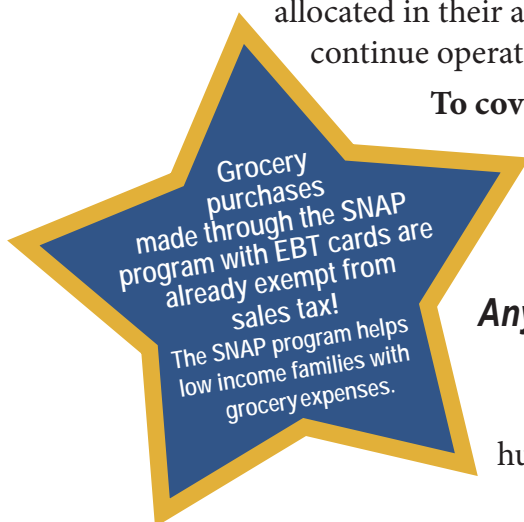 allocated in their a
continue operat
To cov
Grocery
purchases
made through the SNAP
program with EBT cards are
already exempt from
sales tax!
The SNAP program helps
low income families with
grocery expenses.
Any
hu